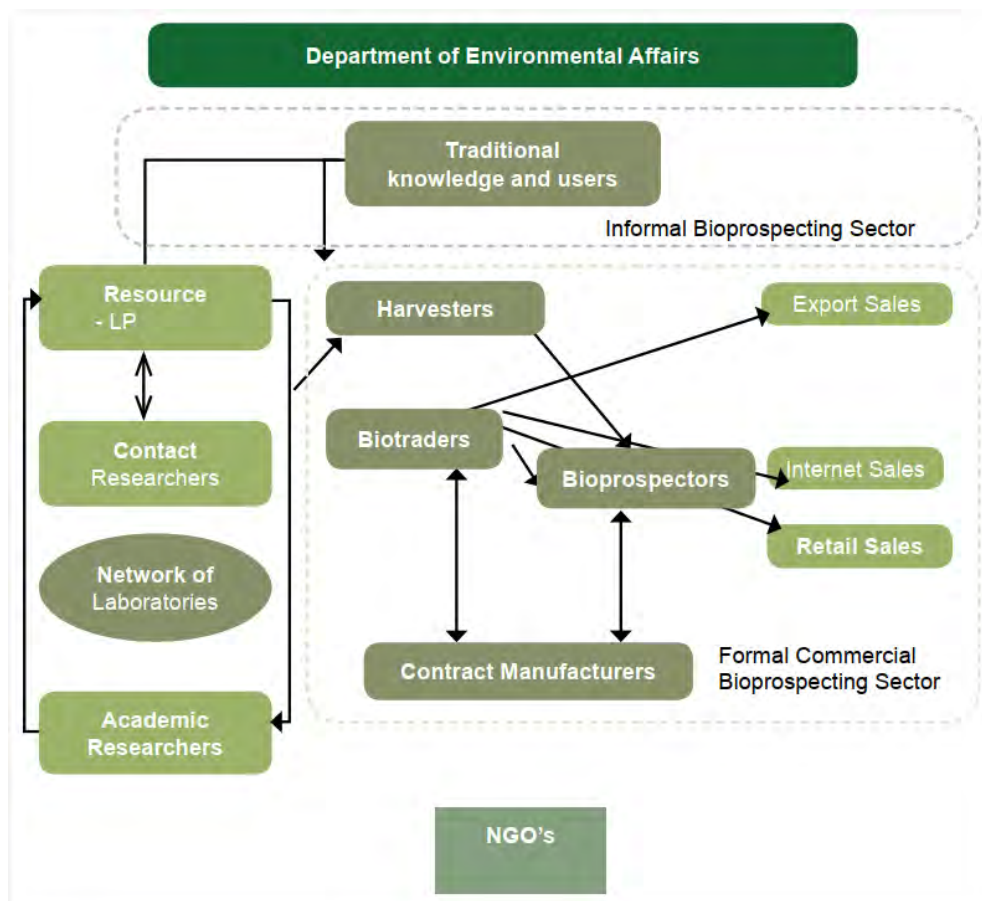 Department of Environmental Affairs
Traditional
knowledge and users
Informal Bioprospecting Sector
Resource
- LP
Harvesters
Export Sales
Contact
Researchers
Biotraders
Bioprospectors
Internet Sales
Retail Sales
Network of
Laboratories
Contract Manufacturers
Formal Commercial
Bioprospecting Sector
Academic
Researchers
NGO's